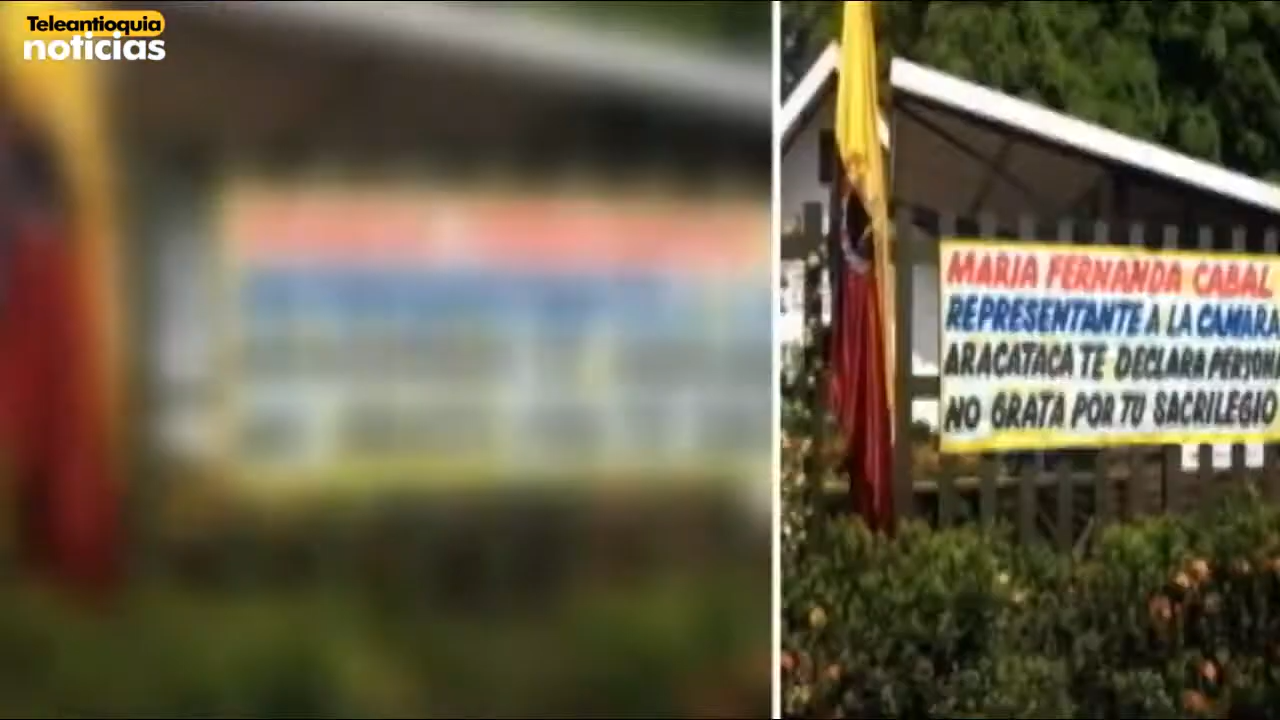 Teleantioquia
noticias
MARIA FERNANDA CABAL
REPRESENTANTE A LA CAMARA
ARACATACA TE DECLARA PERSONA
NO GRATA POR TU SACRILEGIO